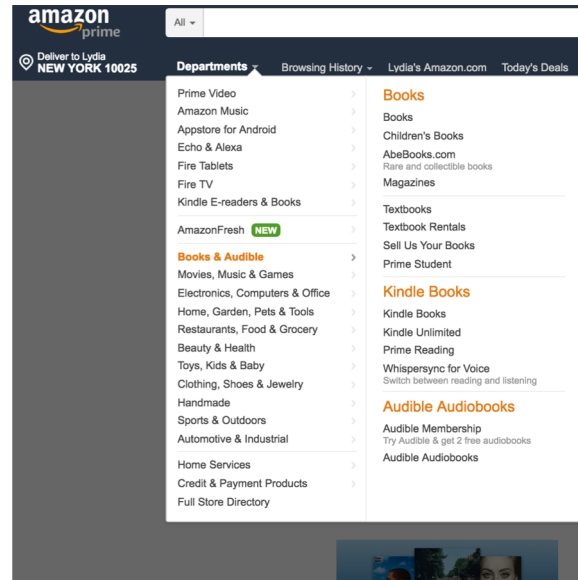 amazon
prime
All
Deliver to Lydia
NEW YORK 10025
Departments
Browsing History
Lydia's Amazon.com
Today's Deals
Prime Video
Amazon Music
Appstore for Android
Echo & Alexa
Fire Tablets
Fire TV
Kindle E-readers & Books
AmazonFresh NEW
Books & Audible
Movies, Music & Games
Electronics, Computers & Office
Home, Garden, Pets & Tools
Restaurants, Food & Grocery
Beauty & Health
Toys, Kids & Baby
Clothing, Shoes & Jewelry
Handmade
Sports & Outdoors
Automotive & Industrial
Home Services
Credit & Payment Products
Full Store Directory
Books
Books
Children's Books
AbeBooks.com
Rare and collectible books
Magazines
Textbooks
Textbook Rentals
Sell Us Your Books
Prime Student
Kindle Books
Kindle Books
Kindle Unlimited
Prime Reading
Whispersync for Voice
Switch between reading and listening
Audible Audiobooks
Audible Membership
Try Audible & get 2 free audiobooks
Audible Audiobooks